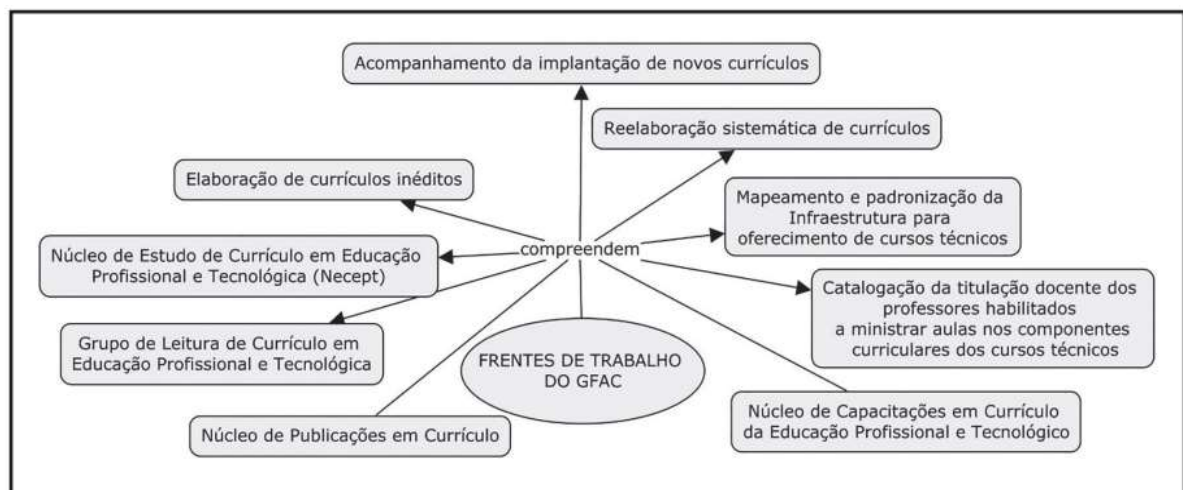 Acompanhamento da implantação de novos currículos
Reelaboração sistemática de currículos
Elaboração de currículos inéditos
Mapeamento e padronização da
Infraestrutura para
oferecimento de cursos técnicos
compreendem
Núcleo de Estudo de Currículo em Educação
Profissional e Tecnológica (Necept)
Catalogação da titulação docente dos
professores habilitados
a ministrar aulas nos componentes
curriculares dos cursos técnicos
Grupo de Leitura de Currículo em
Educação Profissional e Tecnológica
FRENTES DE TRABALHO
DO GFAC
Núcleo de Publicações em Currículo
Núcleo de Capacitações em Currículo
da Educação Profissional e Tecnológico